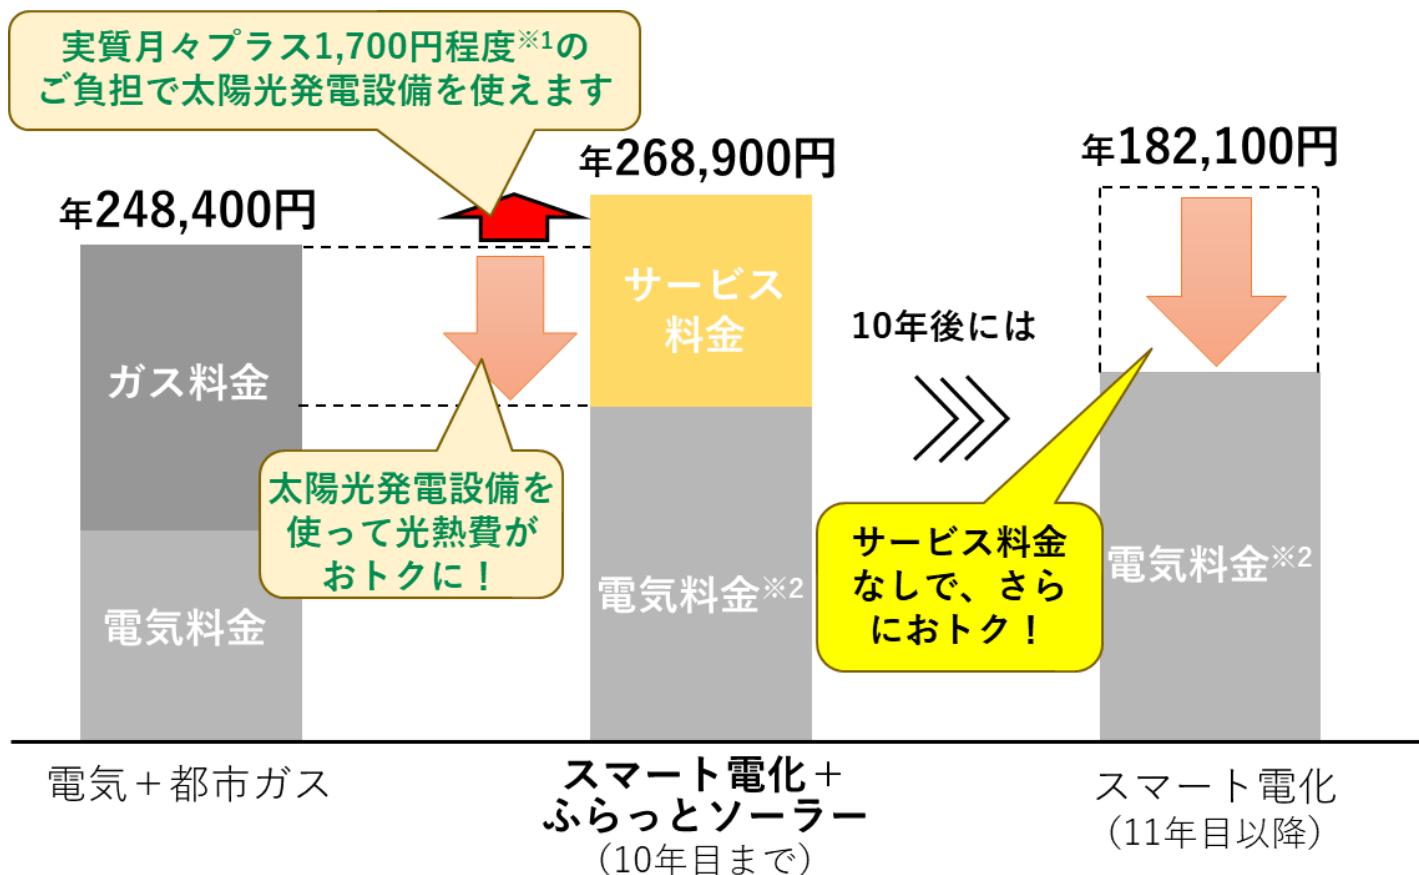 実質月々プラス1,700円程度※1の
ご負担で太陽光発電設備を使えます
年248,400円
年268,900円
年182,100円
ガス料金
電気料金
太陽光発電設備を
使って光熱費が
おトクに！
サービス
料金
電気料金※2
10年後には
サービス料金
なしで、さら
におトク！
電気料金※2
電気＋都市ガス
スマート電化＋
ふらっとソーラー
（10年目まで）
スマート電化
（11年目以降）